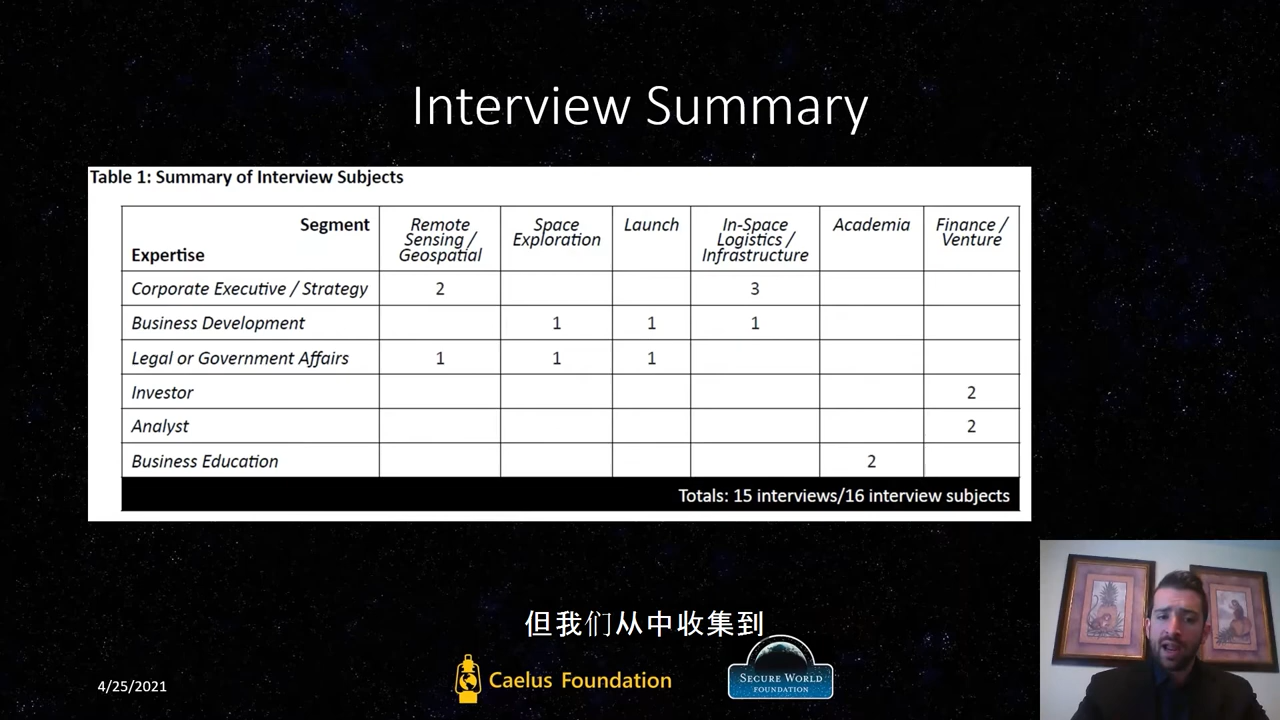 Interview Summary
Table 1: Summary of Interview Subjects
Segment
Expertise
Remote
Sensing /
Geospatial
Space
Exploration
Launch
In-Space
Logistics /
Infrastructure
Academia
Finance /
Venture
Corporate Executive / Strategy 2 3
Business Development 1 1 1
Legal or Government Affairs 1 1 1
Investor 2
Analyst 2
Business Education 2
Totals: 15 interviews/16 interview subjects
但我们从中收集到
4/25/2021
Caelus Foundation
SECURE WORLD
FOUNDATION